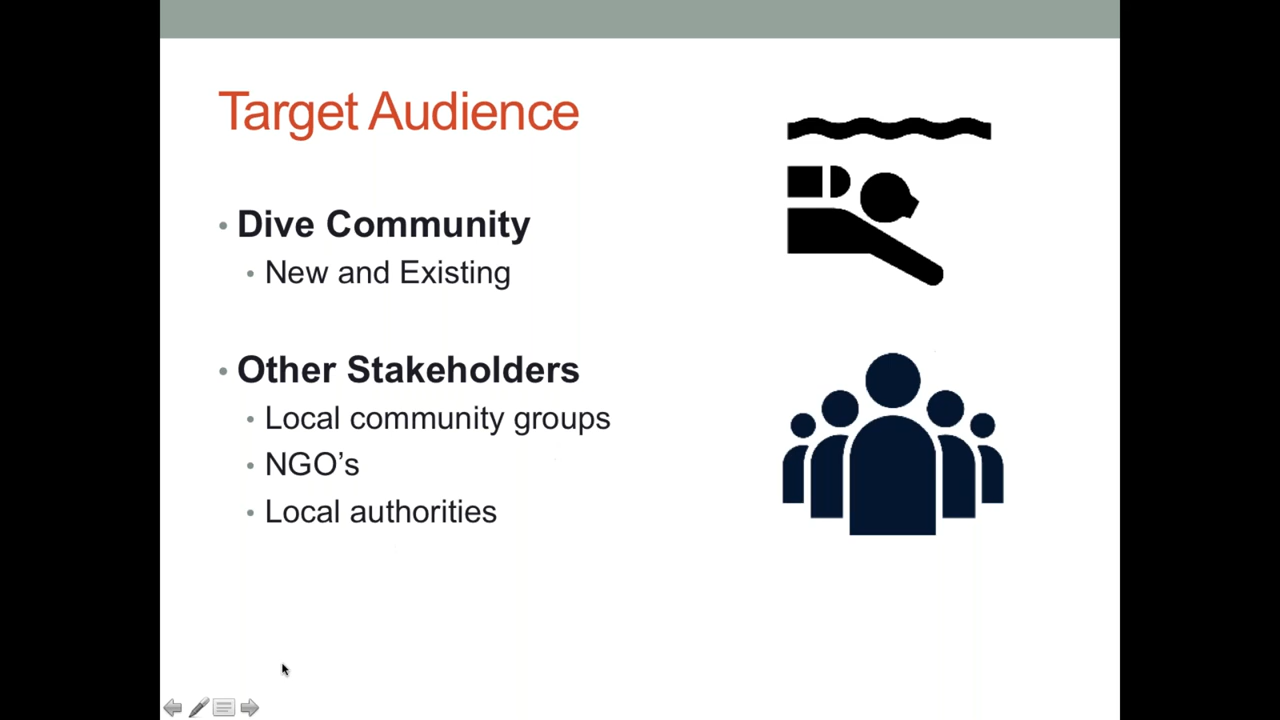 Target Audience
• Dive Community
• New and Existing
• Other Stakeholders
• Local community groups
• NGO’s
• Local authorities